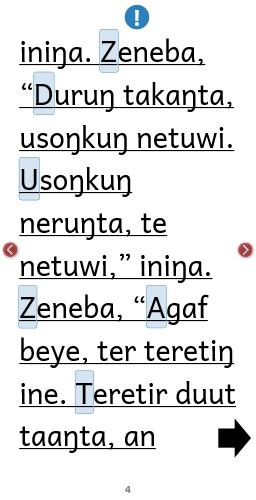 !
iniŋa. Zeneba,
“Duruŋ takaŋta,
usoŋkuŋ netuwi.
Usoŋkuŋ
neruŋta, te
netuwi,” iniŋa.
Zeneba, “Agaf
beye, ter teretiŋ
ine. Teretir duut
taaŋta, an
4